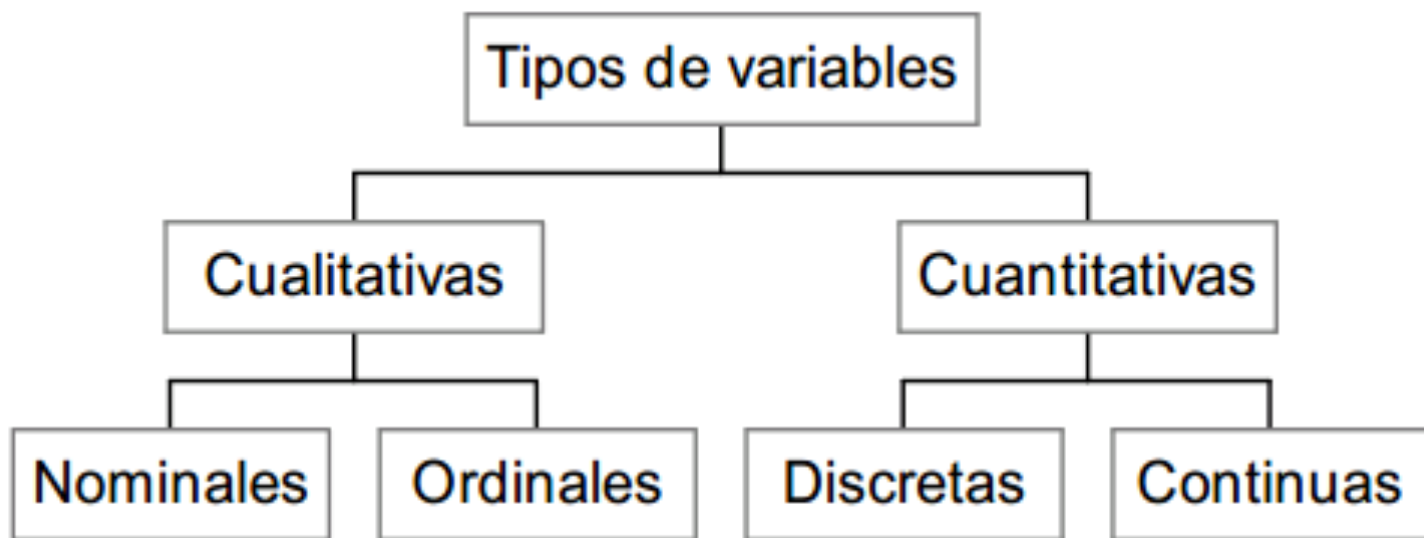 Tipos de variables
Cualitativas
Cuantitativas
Nominales
Ordinales
Discretas
Continuas